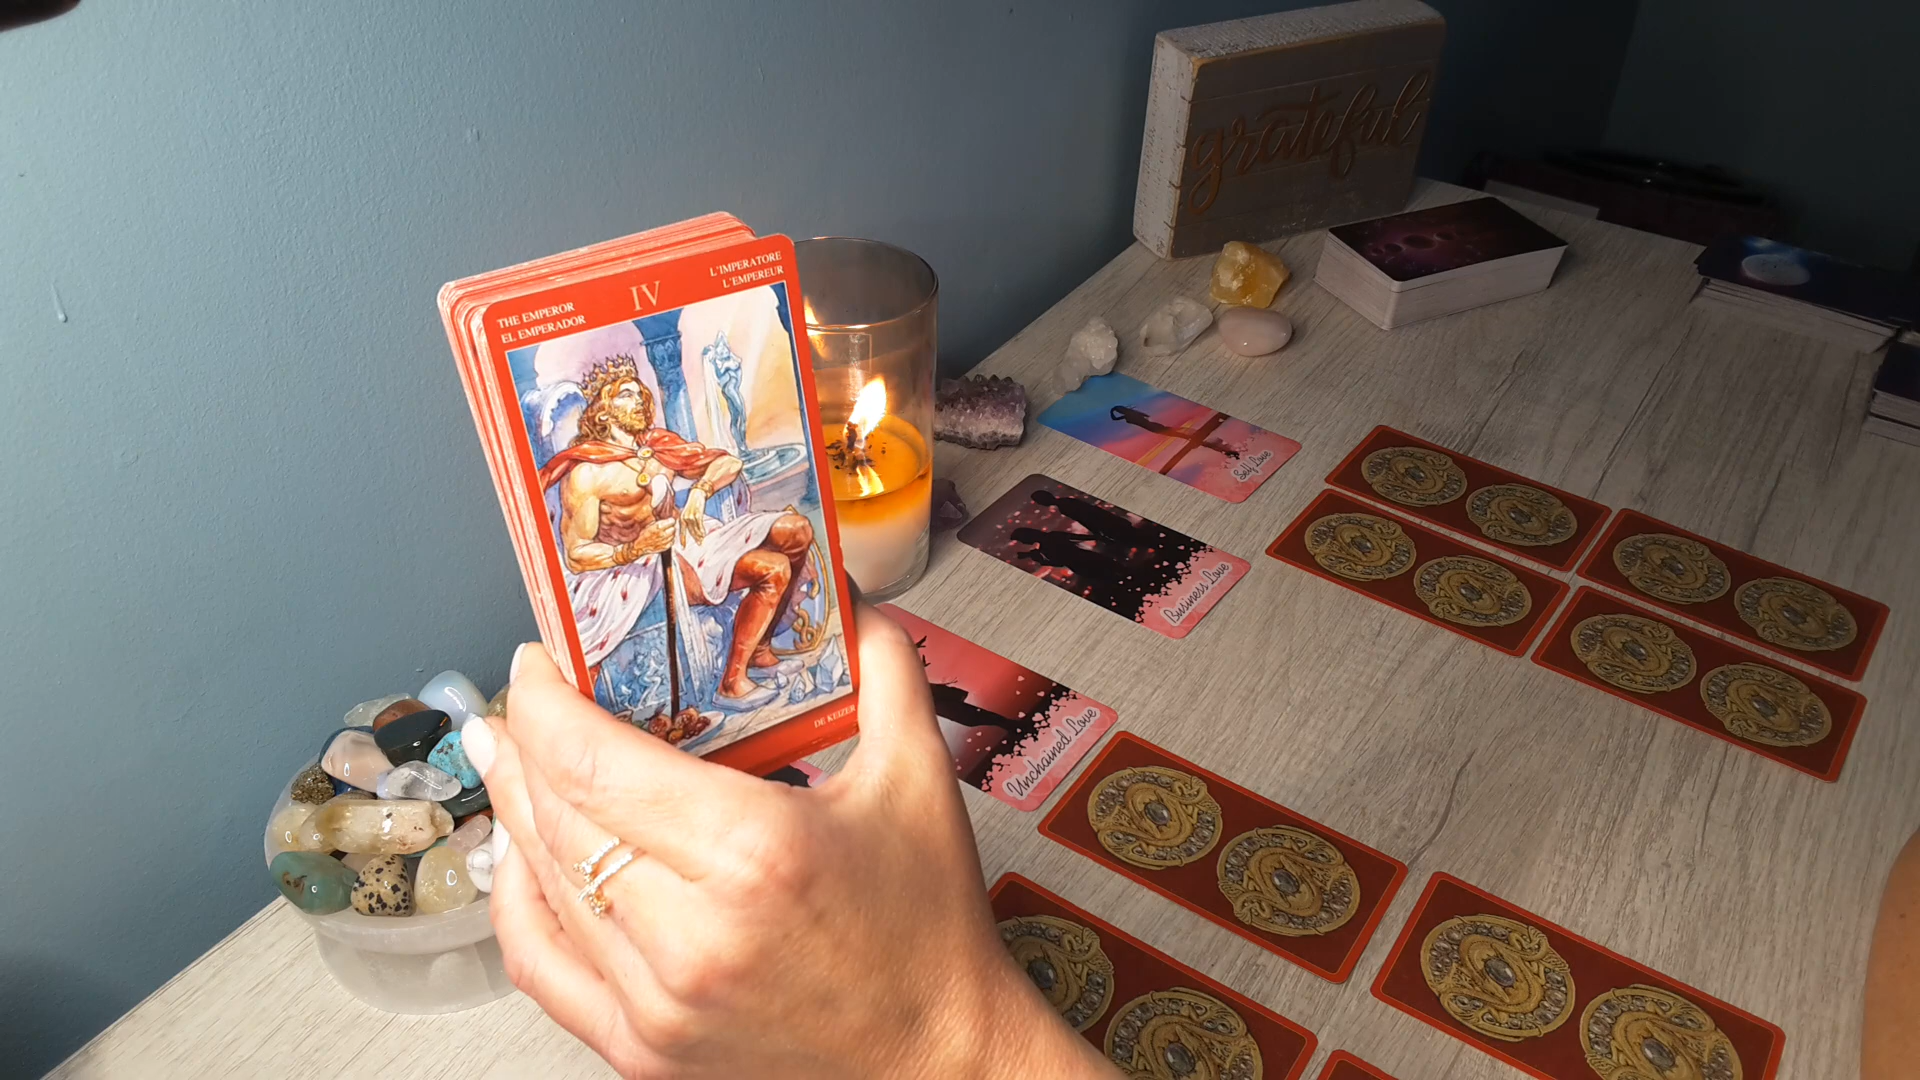 grateful
THE EMPEROR
EL EMPERADOR
IV
L'IMPERATORE
L'EMPEREUR
DE KEIZER
Self Love
Business Love
Unchained Love